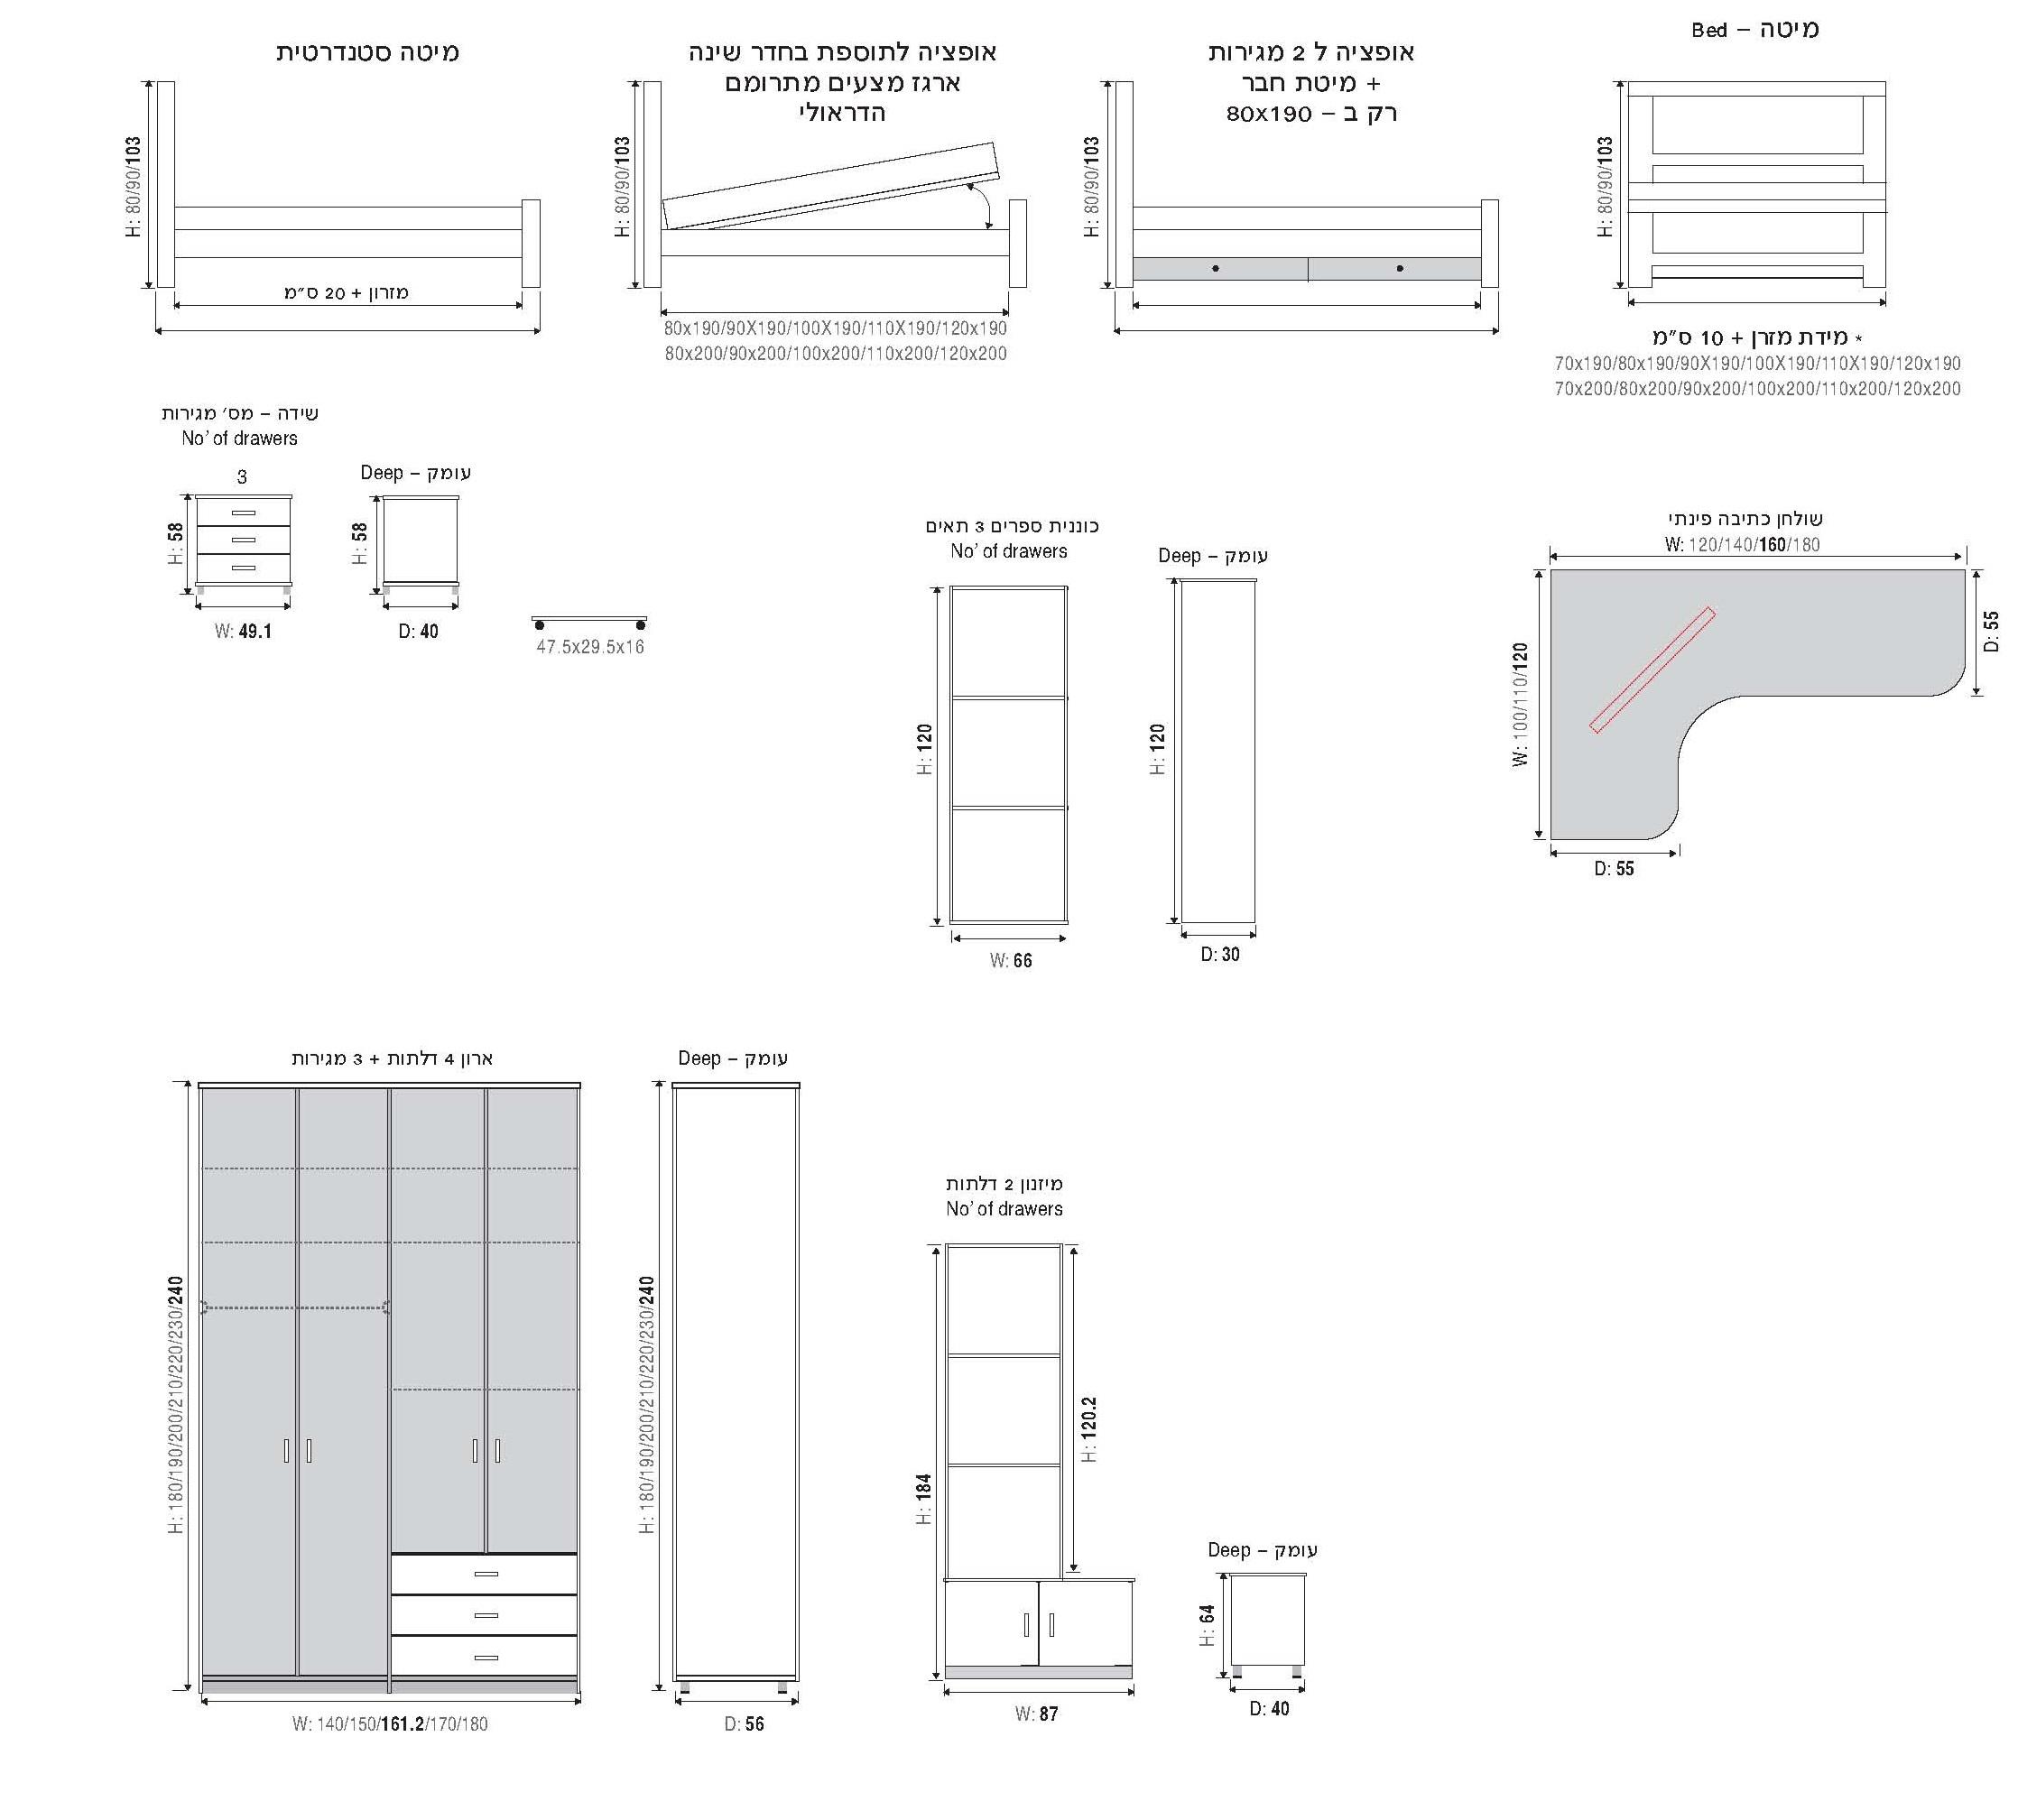 מיטה – Bed
H: 80/90/103
* מידת מזרן + 10 ס״מ
70x190/80x190/90X190/100X190/110X190/120x190
70x200/80x200/90x200/100x200/110x200/120x200
אופציה ל 2 מגירות
+ מיטת חבר
רק ב – 80x190
H: 80/90/103
אופציה לתוספת בחדר שינה
ארגז מצעים מתרומם
הדראולי
H: 80/90/103
80x190/90X190/100X190/110X190/120x190
80x200/90x200/100x200/110x200/120x200
מיטה סטנדרטית
H: 80/90/103
מזרון + 20 ס״מ
שידה – מס׳ מגירות
No’ of drawers
3
H: 58
W: 49.1
עומק – Deep
H: 58
D: 40
47.5x29.5x16
כוננית ספרים 3 תאים
No’ of drawers
H: 120
W: 66
עומק – Deep
H: 120
D: 30
שולחן כתיבה פינתי
W: 120/140/160/180
W: 100/110/120
D: 55
D: 55
ארון 4 דלתות + 3 מגירות
H: 180/190/200/210/220/230/240
W: 140/150/161.2/170/180
עומק – Deep
H: 180/190/200/210/220/230/240
D: 56
מיזנון 2 דלתות
No’ of drawers
H: 184
H: 120.2
W: 87
עומק – Deep
H: 64
D: 40